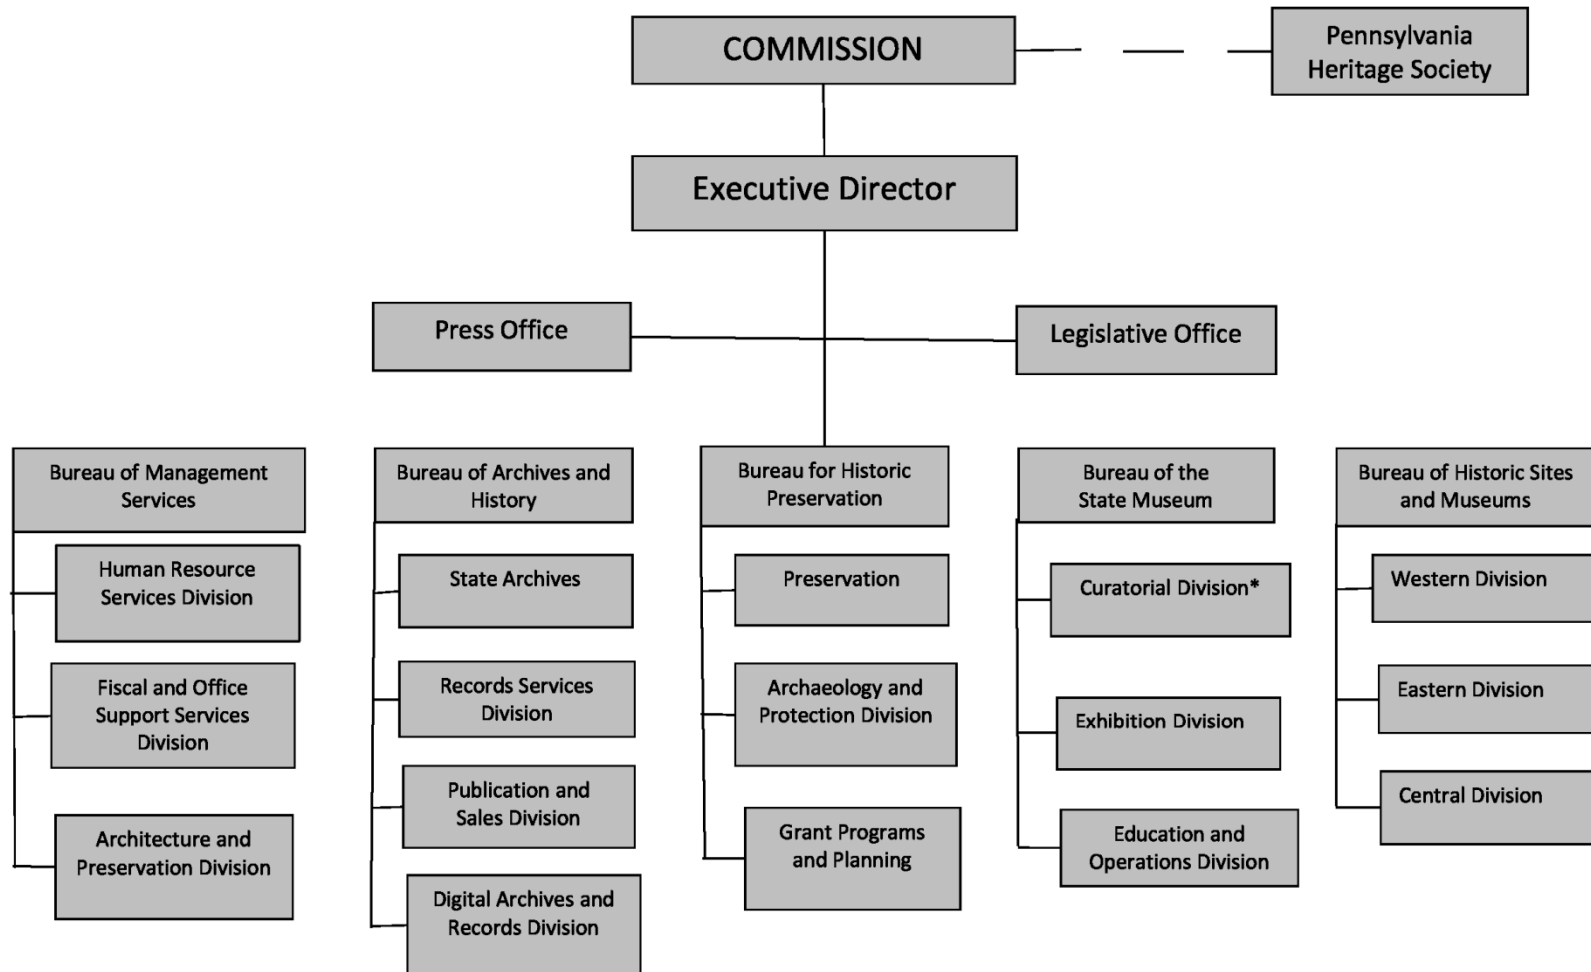 COMMISSION
Pennsylvania
Heritage Society
Executive Director
Press Office
Legislative Office
Bureau of Management
Services
Human Resource
Services Division
Fiscal and Office
Support Services
Division
Architecture and
Preservation Division
Bureau of Archives and
History
State Archives
Records Services
Division
Publication and
Sales Division
Digital Archives and
Records Division
Bureau for Historic
Preservation
Preservation
Archaeology and
Protection Division
Grant Programs
and Planning
Bureau of the
State Museum
Curatorial Division*
Exhibition Division
Education and
Operations Division
Bureau of Historic Sites
and Museums
Western Division
Eastern Division
Central Division